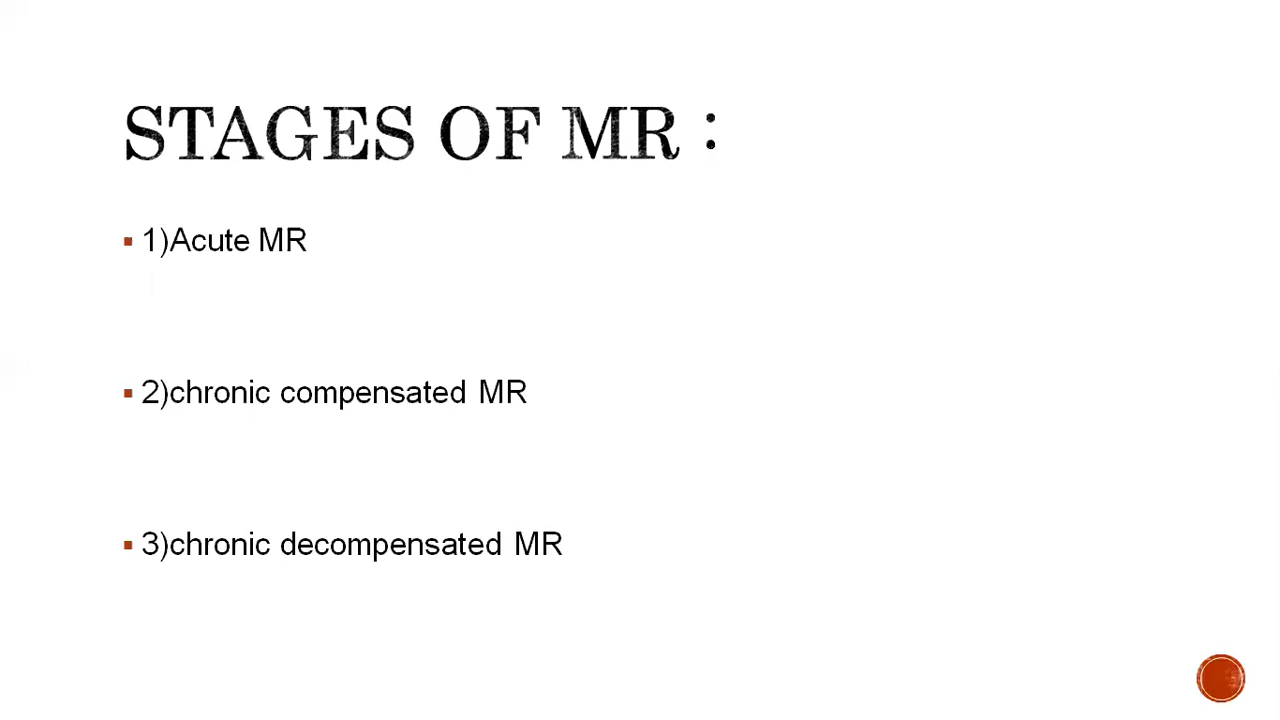 STAGES OF MR :
1)Acute MR
2)chronic compensated MR
3)chronic decompensated MR